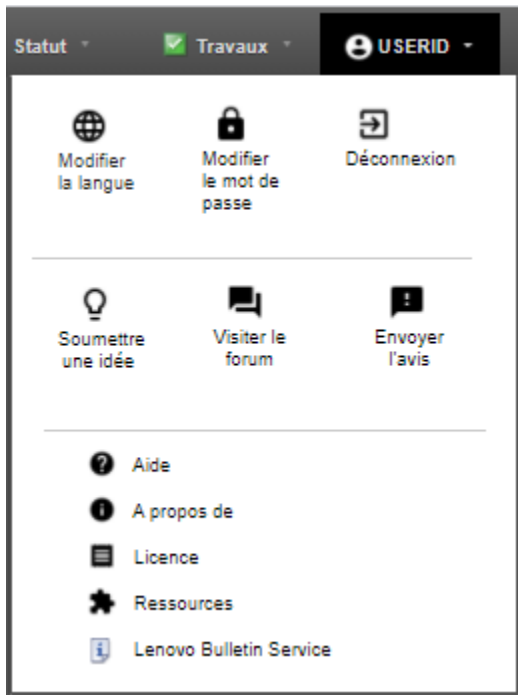 Statut Travaux USERID
Modifier
la langue
Modifier
le mot de
passe
Déconnexion
Soumettre
une idée
Visiter le
forum
Envoyer
l'avis
Aide
A propos de
Licence
Ressources
Lenovo Bulletin Service